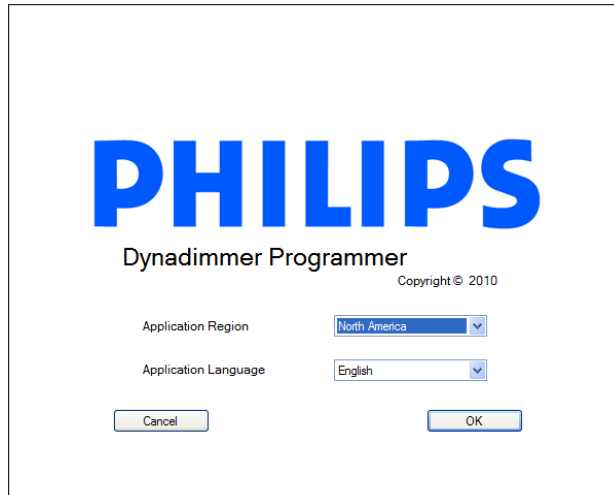 PHILIPS
Dynadimmer Programmer
Copyright © 2010
Application Region North America
Application Language English
Cancel OK